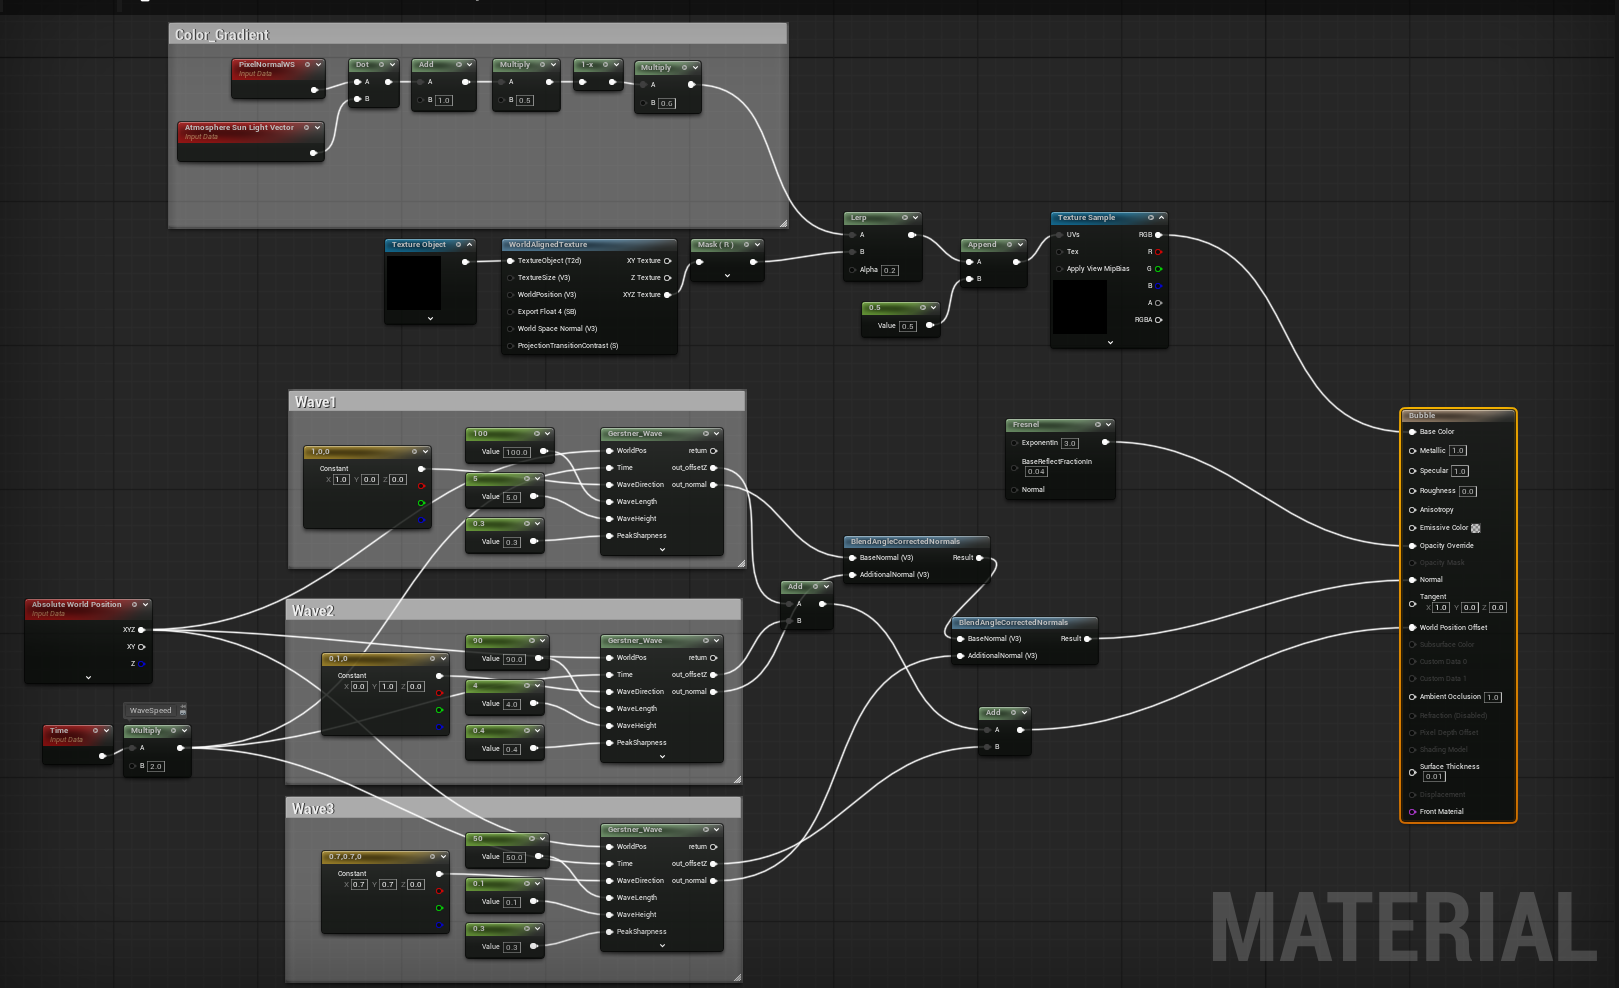 Color_Gradient
PixelNormalWS
Input Data
Atmosphere Sun Light Vector
Input Data
Dot
A
B
Add
A
B 1.0
Multiply
A
B 0.5
1-x
Multiply
A
B 0.6
Texture Object
WorldAlignedTexture
TextureObject (T2d)
TextureSize (V3)
WorldPosition (V3)
Export Float 4 (SB)
World Space Normal (V3)
ProjectionTransitionContrast (S)
XY Texture
Z Texture
XYZ Texture
Mask ( R )
Lerp
A
B
Alpha 0.2
0.5
Value 0.5
Append
A
B
Texture Sample
UVs
Tex
Apply View MipBias
RGB
R
G
B
A
RGBA
Wave1
1,0,0
Constant
X 1.0 Y 0.0 Z 0.0
100
Value 100.0
5
Value 5.0
0.3
Value 0.3
Gerstner_Wave
WorldPos
Time
WaveDirection
WaveLength
WaveHeight
PeakSharpness
return
out_offsetZ
out_normal
Fresnel
ExponentIn 3.0
BaseReflectFractionIn
0.04
Normal
BlendAngleCorrectedNormals
BaseNormal (V3)
AdditionalNormal (V3)
Result
Add
A
B
BlendAngleCorrectedNormals
BaseNormal (V3)
AdditionalNormal (V3)
Result
Add
A
B
Absolute World Position
Input Data
XYZ
XY
Z
WaveSpeed
Time
Input Data
Multiply
A
B 2.0
Wave2
0,1,0
Constant
X 0.0 Y 1.0 Z 0.0
90
Value 90.0
4
Value 4.0
0.4
Value 0.4
Gerstner_Wave
WorldPos
Time
WaveDirection
WaveLength
WaveHeight
PeakSharpness
return
out_offsetZ
out_normal
Wave3
0.7,0.7,0
Constant
X 0.7 Y 0.7 Z 0.0
50
Value 50.0
0.1
Value 0.1
0.3
Value 0.3
Gerstner_Wave
WorldPos
Time
WaveDirection
WaveLength
WaveHeight
PeakSharpness
return
out_offsetZ
out_normal
Bubble
Base Color
Metallic 1.0
Specular 1.0
Roughness 0.0
Anisotropy
Emissive Color
Opacity Override
Opacity Mask
Normal
Tangent
X 1.0 Y 0.0 Z 0.0
World Position Offset
Subsurface Color
Custom Data 0
Custom Data 1
Ambient Occlusion 1.0
Refraction (Disabled)
Pixel Depth Offset
Shading Model
Surface Thickness
0.01
Displacement
Front Material
MATERIAL